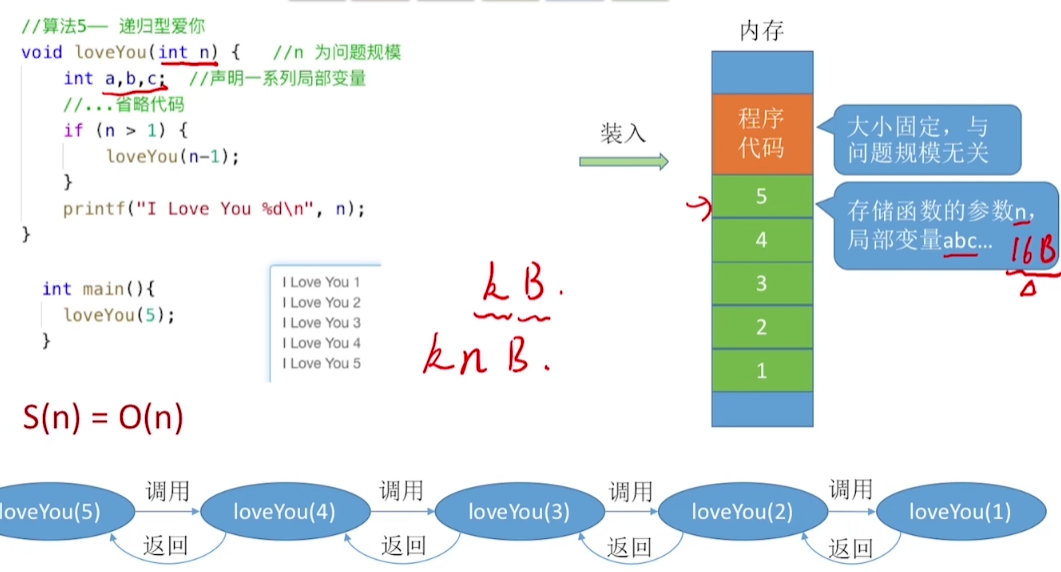 //算法5—— 递归型爱你
void loveYou(int n) {   //n 为问题规模
    int a,b,c;  //声明一系列局部变量
    //...省略代码
    if (n > 1) {
        loveYou(n-1);
    }
    printf("I Love You %d\n", n);
}
int main(){
    loveYou(5);
}
I Love You 1
I Love You 2
I Love You 3
I Love You 4
I Love You 5
k B.
kn B.
S(n) = O(n)
装入
内存
程序
代码
5
4
3
2
1
大小固定，与
问题规模无关
存储函数的参数n，
局部变量abc...
16B
loveYou(5)
调用
返回
loveYou(4)
调用
返回
loveYou(3)
调用
返回
loveYou(2)
调用
返回
loveYou(1)